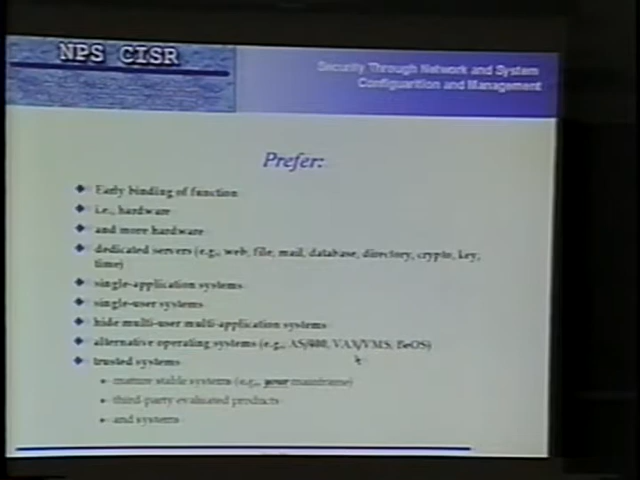 NPS CISR
Security Through Network and System
Configuartion and Management
Prefer:
Early binding of function
i.e., hardware
and more hardware
dedicated servers (e.g., web, file, mail, database, directory, crypto, key,
time)
single-application systems
single-user systems
hide multi-user multi-application systems
alternative operating systems (e.g., AS/400, VAX/VMS, BeOS)
trusted systems
mature stable systems (e.g., your mainframe)
third-party evaluated products
and systems